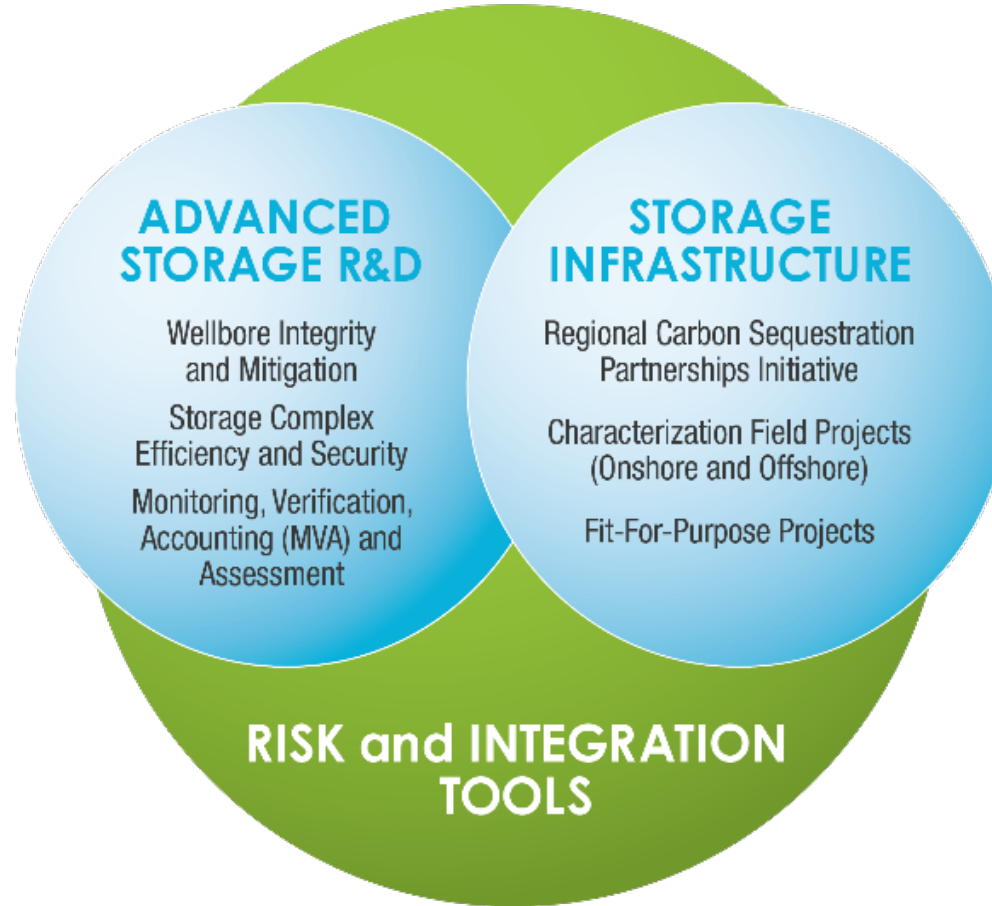 ADVANCED
STORAGE R&D
Wellbore Integrity
and Mitigation
Storage Complex
Efficiency and Security
Monitoring, Verification,
Accounting (MVA) and
Assessment
STORAGE
INFRASTRUCTURE
Regional Carbon Sequestration
Partnerships Initiative
Characterization Field Projects
(Onshore and Offshore)
Fit-For-Purpose Projects
RISK and INTEGRATION
TOOLS